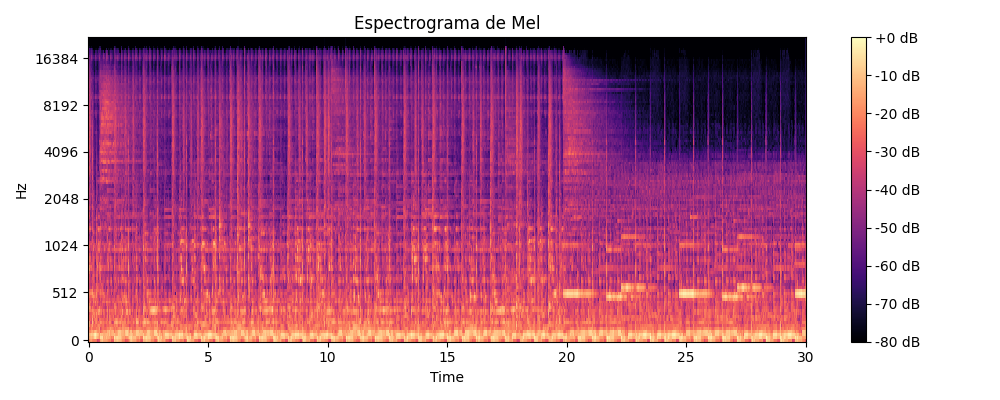 Espectrograma de Mel
Hz
16384
8192
4096
2048
1024
512
0
0 5 10 15 20 25 30
Time
+0 dB
-10 dB
-20 dB
-30 dB
-40 dB
-50 dB
-60 dB
-70 dB
-80 dB